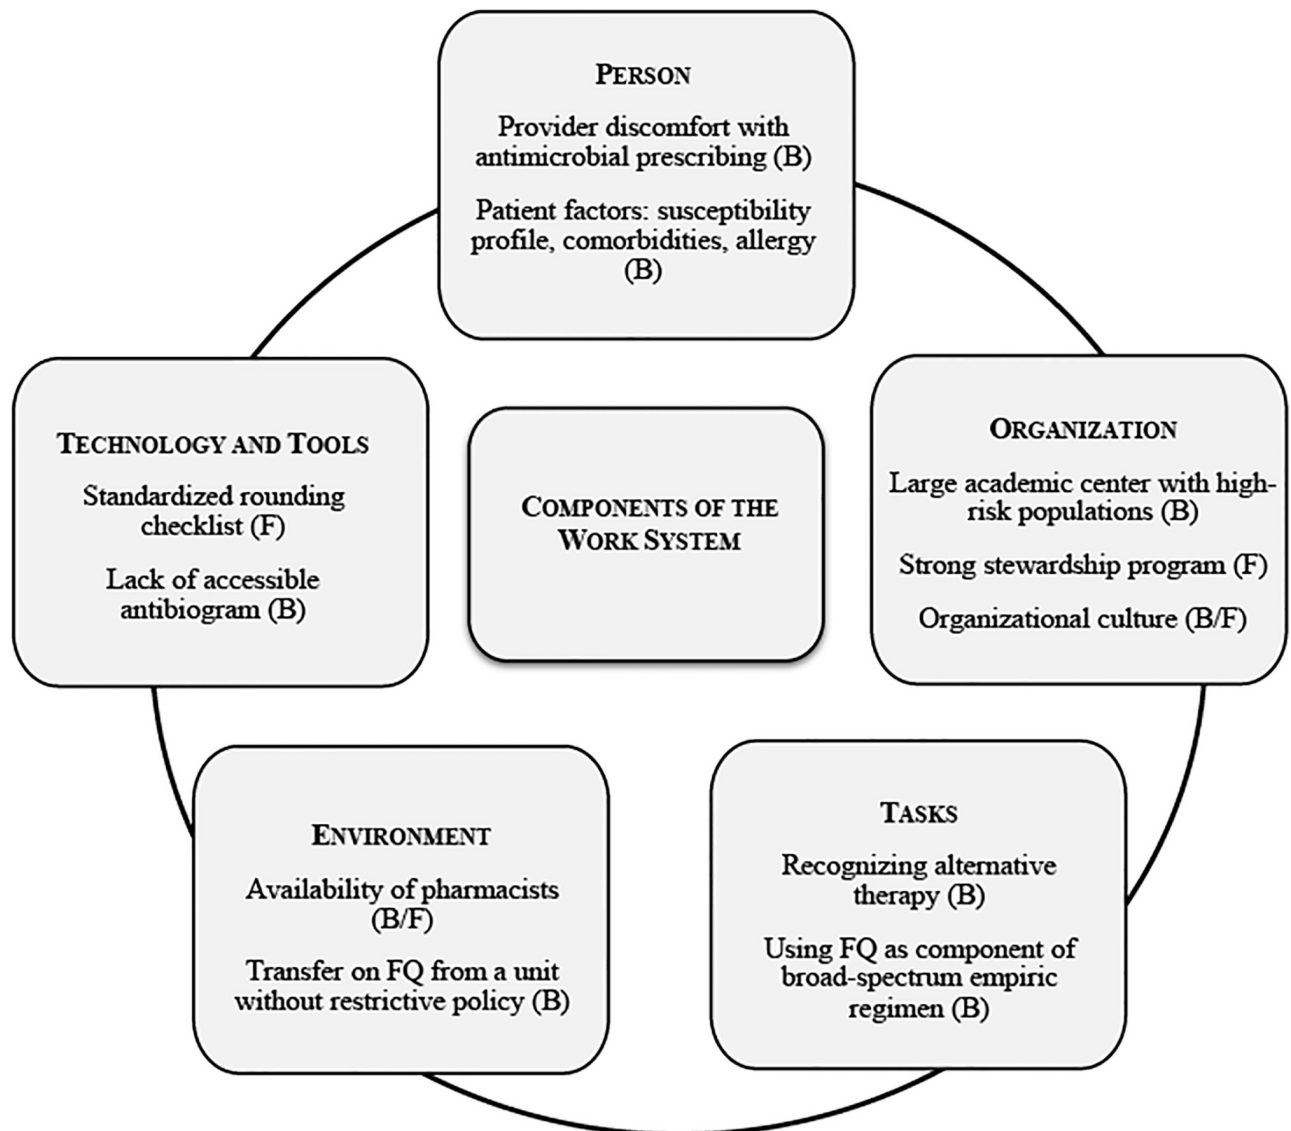 PERSON
Provider discomfort with
antimicrobial prescribing (B)
Patient factors: susceptibility
profile, comorbidities, allergy
(B)
TECHNOLOGY AND TOOLS
Standardized rounding
checklist (F)
Lack of accessible
antibiogram (B)
COMPONENTS OF THE
WORK SYSTEM
ORGANIZATION
Large academic center with high-
risk populations (B)
Strong stewardship program (F)
Organizational culture (B/F)
ENVIRONMENT
Availability of pharmacists
(B/F)
Transfer on FQ from a unit
without restrictive policy (B)
TASKS
Recognizing alternative
therapy (B)
Using FQ as component of
broad-spectrum empiric
regimen (B)